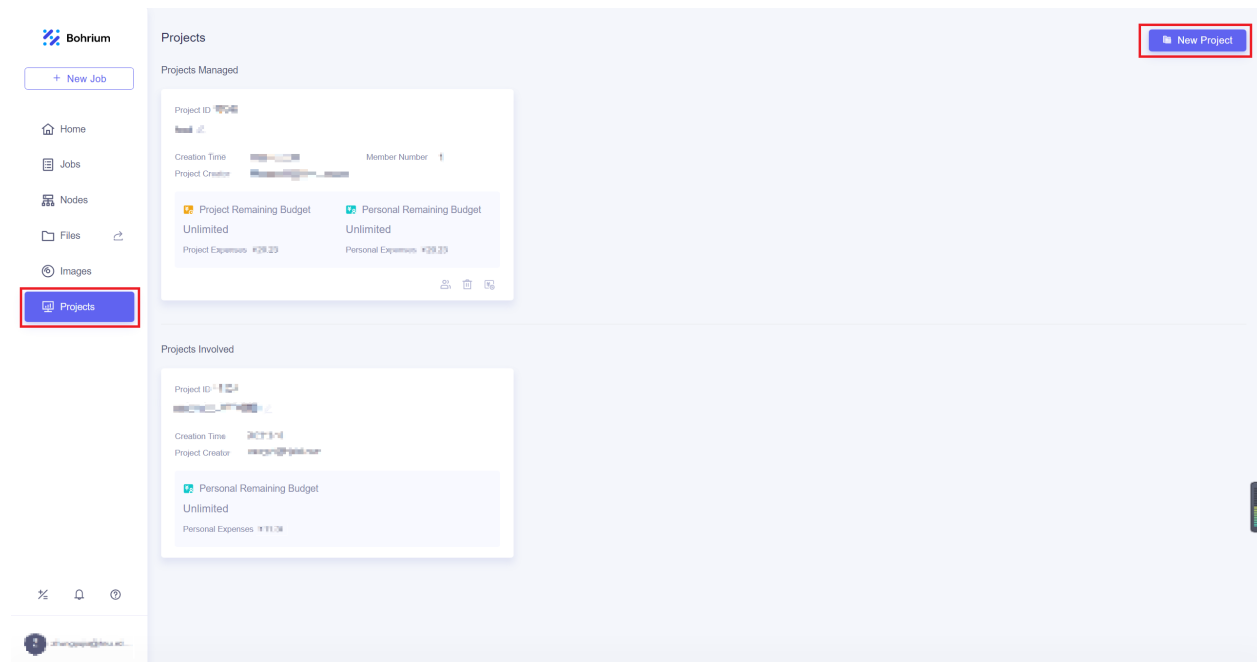 Bohrium
+ New Job
Home
Jobs
Nodes
Files
Images
Projects
Projects
New Project
Projects Managed
Project ID
Creation Time
Member Number 1
Project Creator
Project Remaining Budget
Unlimited
Project Expenses
Personal Remaining Budget
Unlimited
Personal Expenses
Projects Involved
Project ID
Creation Time
Project Creator
Personal Remaining Budget
Unlimited
Personal Expenses